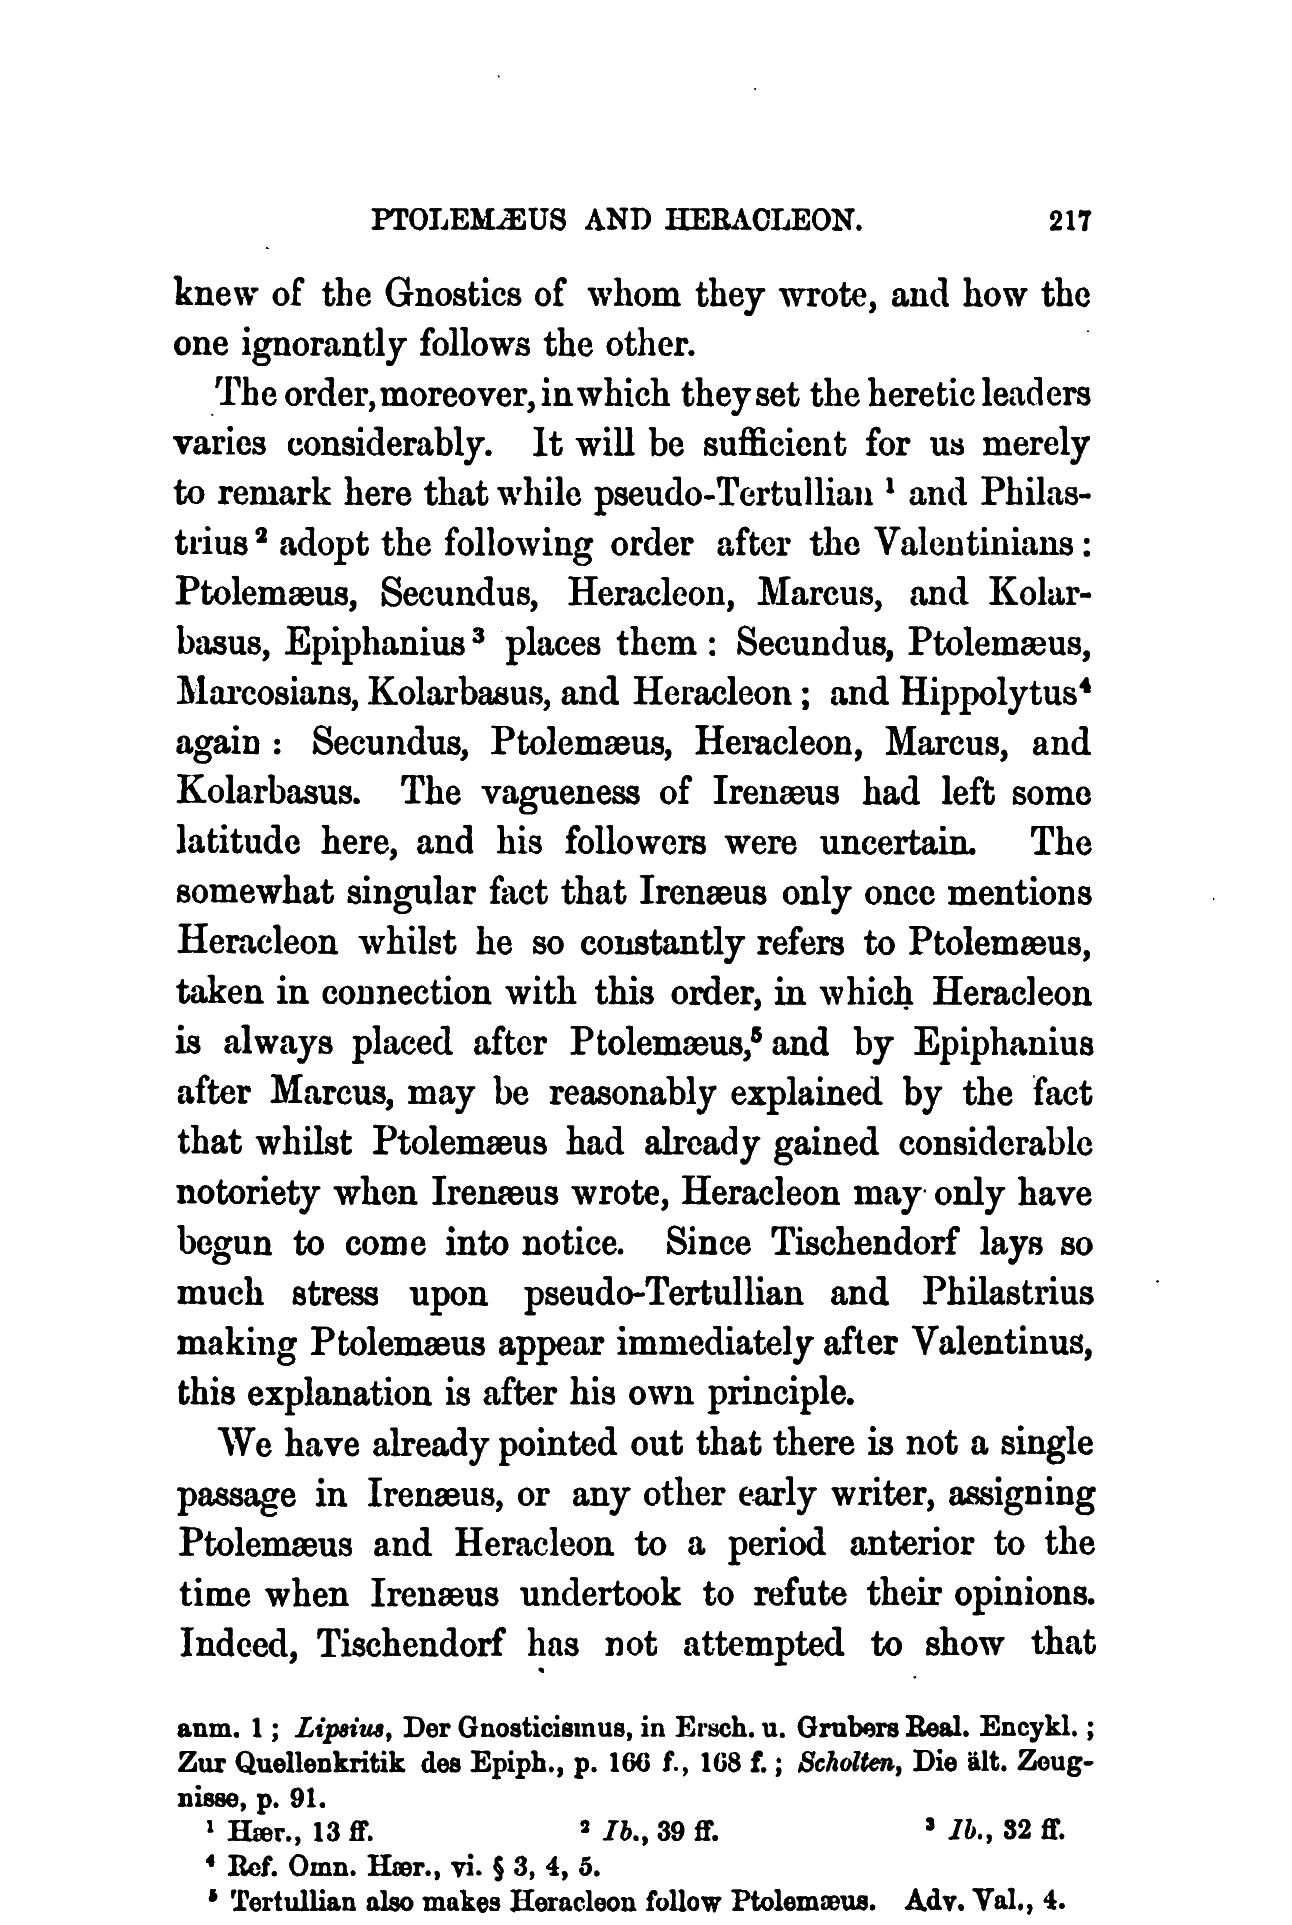 PTOLEMÆUS AND HERACLEON. 217
knew of the Gnostics of whom they wrote, and how the
one ignorantly follows the other.
The order, moreover, in which they set the heretic leaders
varies considerably. It will be sufficient for us merely
to remark here that while pseudo-Tertullian ¹ and Philas-
trius ² adopt the following order after the Valentinians:
Ptolemæus, Secundus, Heracleon, Marcus, and Kolar-
basus, Epiphanius ³ places them: Secundus, Ptolemæus,
Marcosians, Kolarbasus, and Heracleon; and Hippolytus⁴
again: Secundus, Ptolemæus, Heracleon, Marcus, and
Kolarbasus. The vagueness of Irenæus had left some
latitude here, and his followers were uncertain. The
somewhat singular fact that Irenæus only once mentions
Heracleon whilst he so constantly refers to Ptolemæus,
taken in connection with this order, in which Heracleon
is always placed after Ptolemæus,⁵ and by Epiphanius
after Marcus, may be reasonably explained by the fact
that whilst Ptolemæus had already gained considerable
notoriety when Irenæus wrote, Heracleon may only have
begun to come into notice. Since Tischendorf lays so
much stress upon pseudo-Tertullian and Philastrius
making Ptolemæus appear immediately after Valentinus,
this explanation is after his own principle.
We have already pointed out that there is not a single
passage in Irenæus, or any other early writer, assigning
Ptolemæus and Heracleon to a period anterior to the
time when Irenæus undertook to refute their opinions.
Indeed, Tischendorf has not attempted to show that
anm. 1; Lipsius, Der Gnosticismus, in Ersch. u. Grubers Real. Encykl.;
Zur Quellenkritik des Epiph., p. 166 f., 168 f.; Scholten, Die ält. Zeug-
nisse, p. 91.
¹ Hær., 13 ff. ² Ib., 39 ff. ³ Ib., 32 ff.
⁴ Ref. Omn. Hær., vi. § 3, 4, 5.
⁵ Tertullian also makes Heracleon follow Ptolemæus. Adv. Val., 4.